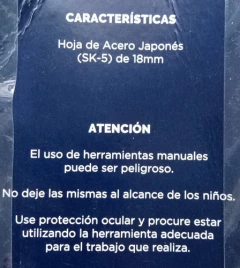 CARACTERÍSTICAS
Hoja de Acero Japonés
(SK-5) de 18mm
ATENCIÓN
El uso de herramientas manuales
puede ser peligroso.
No deje las mismas al alcance de los niños.
Use protección ocular y procure estar
utilizando la herramienta adecuada
para el trabajo que realiza.